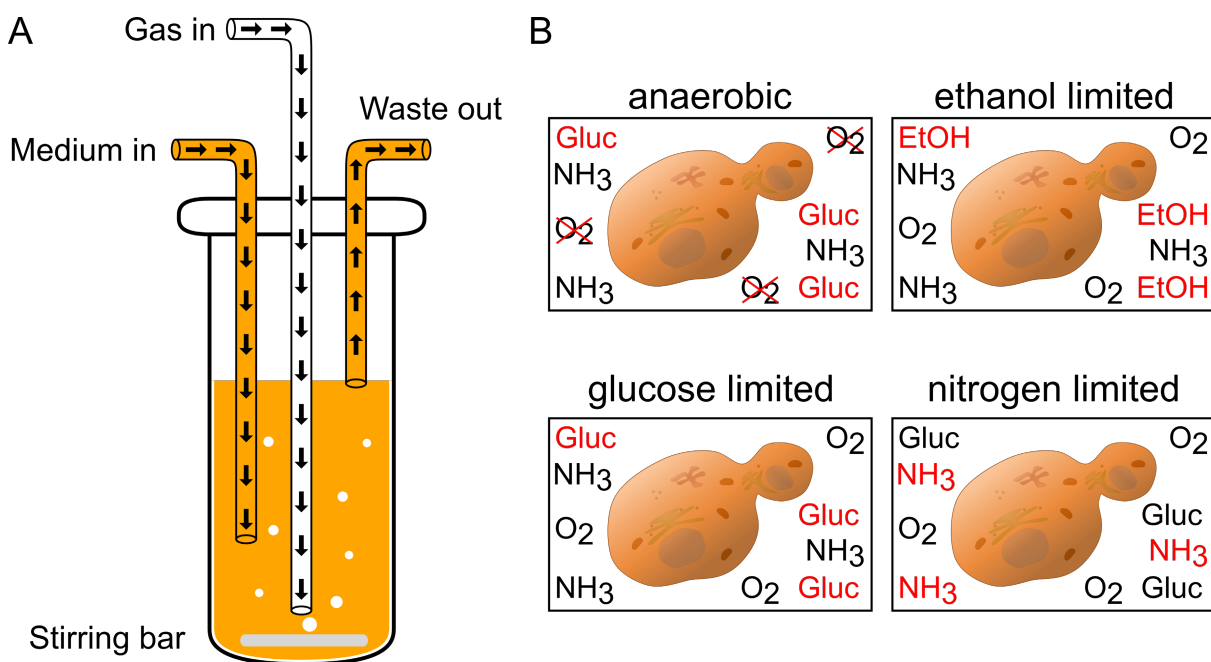 A
Gas in
Waste out
Medium in
Stirring bar
B
anaerobic
Gluc
O2
NH3
Gluc
O2
NH3
NH3
O2
Gluc
ethanol limited
EtOH
O2
NH3
EtOH
O2
NH3
NH3
O2
EtOH
glucose limited
Gluc
O2
NH3
Gluc
O2
NH3
NH3
O2
Gluc
nitrogen limited
Gluc
O2
NH3
Gluc
O2
NH3
NH3
O2
Gluc